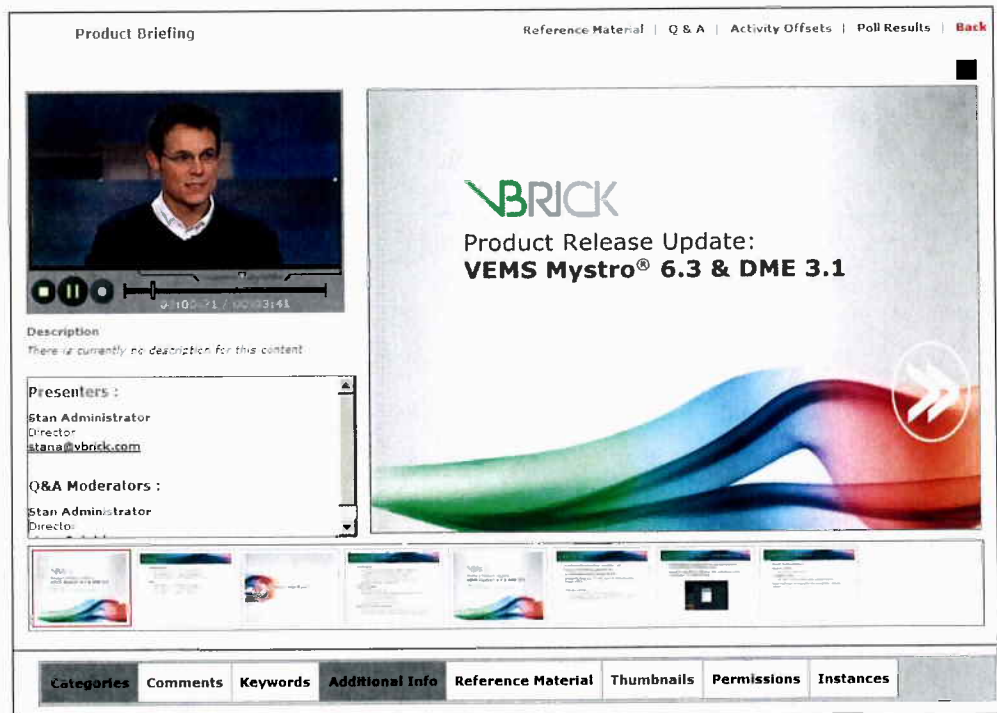 Product Briefing
Reference Material | Q & A | Activity Offsets | Poll Results | Back
VBRICK
Product Release Update:
VEMS Mystro® 6.3 & DME 3.1
Description
There is currently no description for this content
Presenters :
Stan Administrator
Director
stana@vbrick.com
Q&A Moderators :
Stan Administrator
Director
Categories
Comments
Keywords
Additional Info
Reference Material
Thumbnails
Permissions
Instances